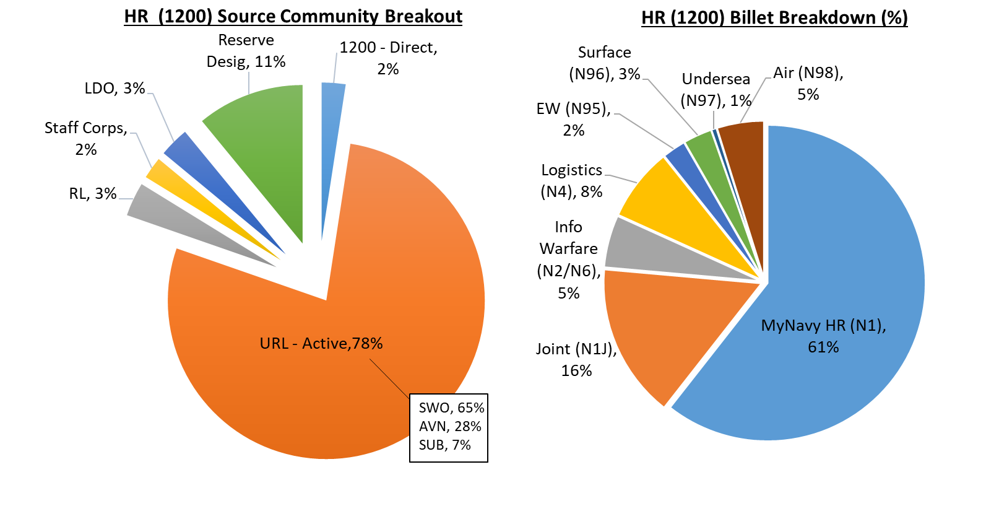 HR  (1200) Source Community Breakout
Reserve
Desig, 11%
1200 - Direct,
2%
LDO, 3%
Staff Corps,
2%
RL, 3%
URL - Active,78%
SWO, 65%
AVN, 28%
SUB, 7%
HR (1200) Billet Breakdown (%)
Surface
(N96), 3%
Undersea
(N97), 1%
Air (N98),
5%
EW (N95),
2%
Logistics
(N4), 8%
Info
Warfare
(N2/N6),
5%
Joint (N1J),
16%
MyNavy HR (N1),
61%